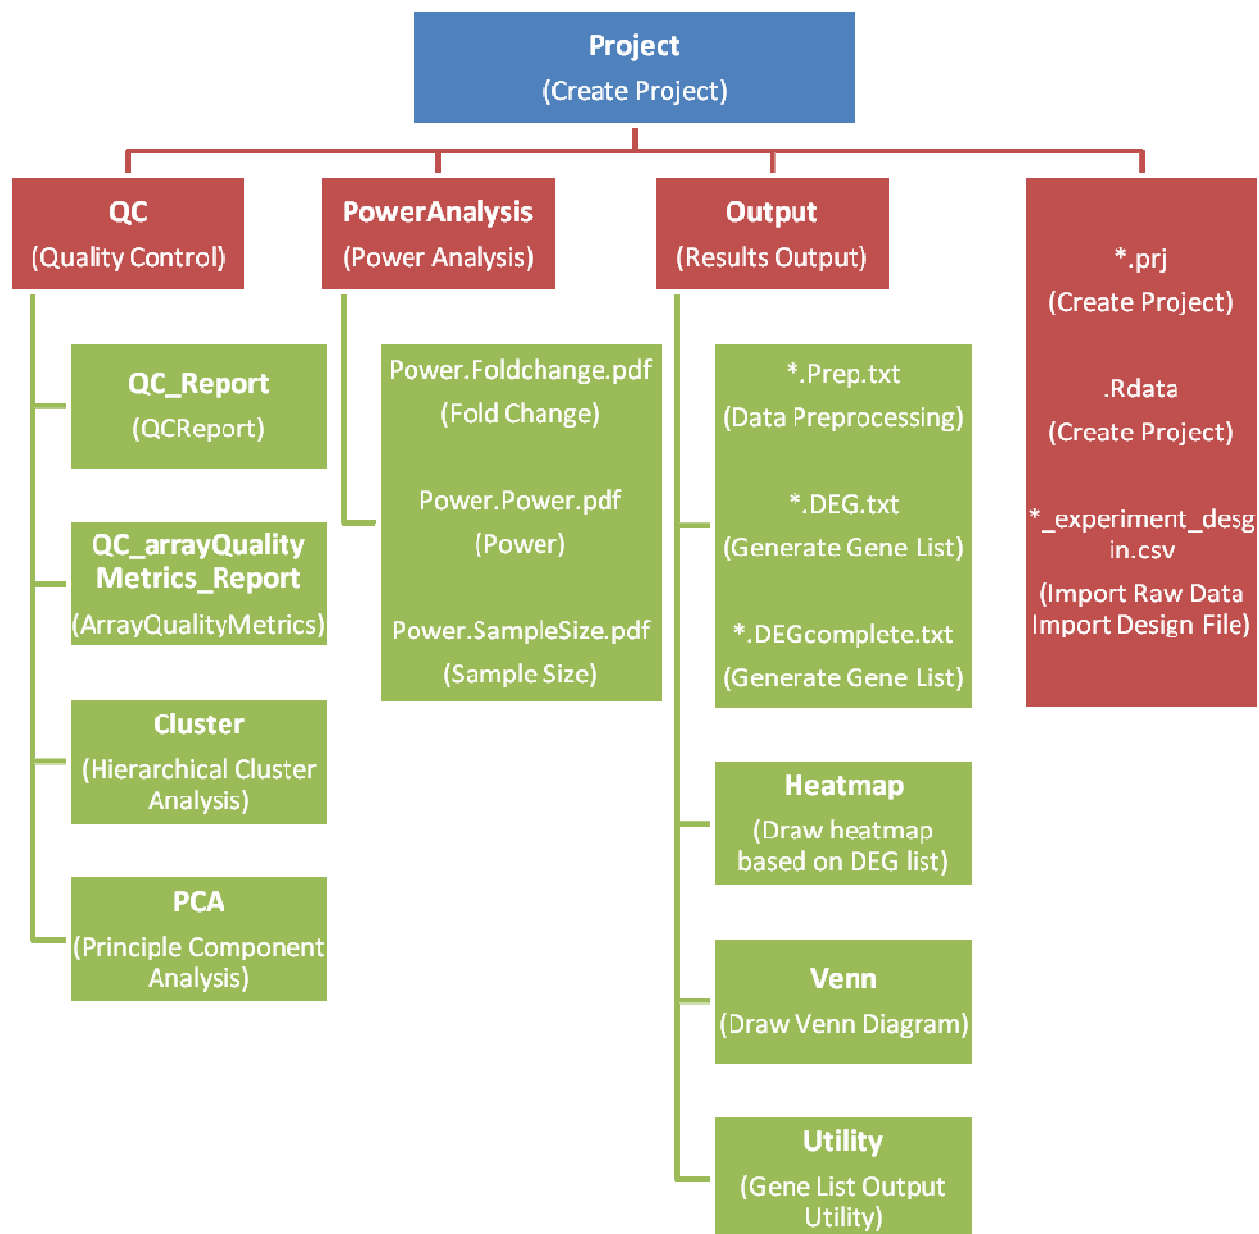 Project
(Create Project)
QC
(Quality Control)
PowerAnalysis
(Power Analysis)
Output
(Results Output)
*.prj
(Create Project)
.Rdata
(Create Project)
*_experiment_desg
in.csv
(Import Raw Data
Import Design File)
QC_Report
(QCReport)
QC_arrayQuality
Metrics_Report
(ArrayQualityMetrics)
Cluster
(Hierarchical Cluster
Analysis)
PCA
(Principle Component
Analysis)
Power.Foldchange.pdf
(Fold Change)
Power.Power.pdf
(Power)
Power.SampleSize.pdf
(Sample Size)
*.Prep.txt
(Data Preprocessing)
*.DEG.txt
(Generate Gene List)
*.DEGcomplete.txt
(Generate Gene List)
Heatmap
(Draw heatmap
based on DEG list)
Venn
(Draw Venn Diagram)
Utility
(Gene List Output
Utility)